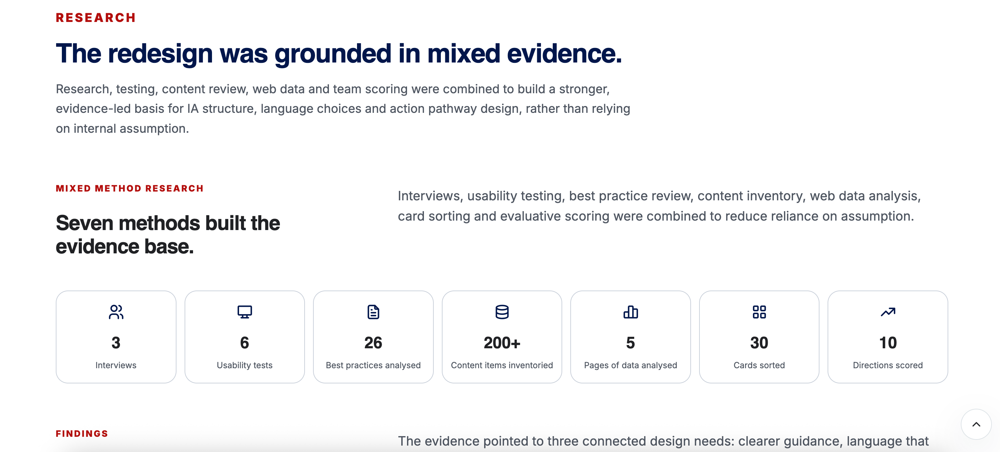 RESEARCH
The redesign was grounded in mixed evidence.
Research, testing, content review, web data and team scoring were combined to build a stronger,
evidence-led basis for IA structure, language choices and action pathway design, rather than relying
on internal assumption.
MIXED METHOD RESEARCH
Seven methods built the
evidence base.
Interviews, usability testing, best practice review, content inventory, web data analysis,
card sorting and evaluative scoring were combined to reduce reliance on assumption.
3
Interviews
6
Usability tests
26
Best practices analysed
200+
Content items inventoried
5
Pages of data analysed
30
Cards sorted
10
Directions scored
FINDINGS
The evidence pointed to three connected design needs: clearer guidance, language that